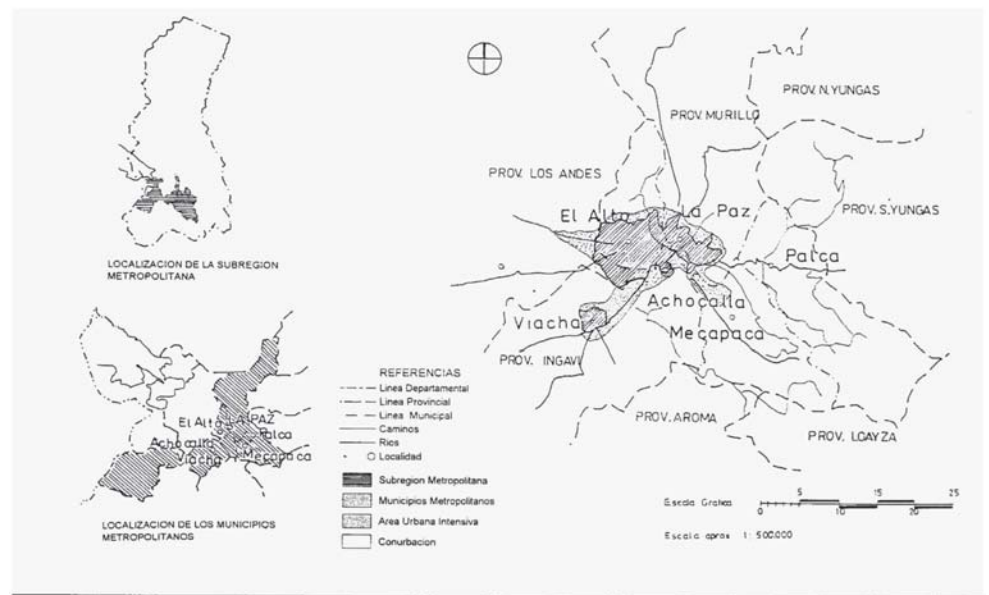 LOCALIZACION DE LA SUBREGION
METROPOLITANA
El Alto
LA PAZ
Palca
Achocalla
Viacha
Mecapaca
LOCALIZACION DE LOS MUNICIPIOS
METROPOLITANOS
REFERENCIAS
Linea Departamental
Linea Provincial
Linea Municipal
Caminos
Rios
Localidad
Subregion Metropolitana
Municipios Metropolitanos
Area Urbana Intensiva
Conurbacion
PROV. N. YUNGAS
PROV. MURILLO
PROV. LOS ANDES
El Alto
La Paz
PROV. S. YUNGAS
Palca
Achocalla
Viacha
Mecapaca
PROV. INGAVI
PROV. AROMA
PROV. LOAYZA
Escala Grafica
0 5 10 15 20 25
Escala aprox 1: 500.000